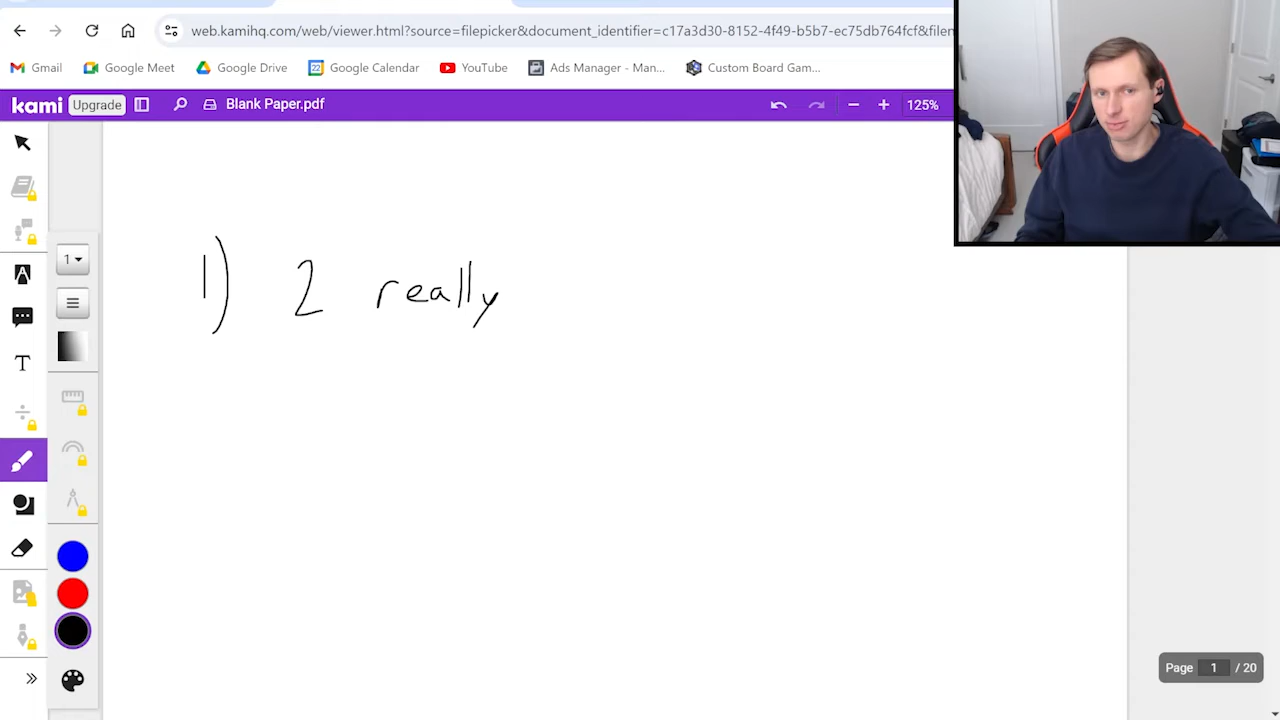 web.kamihq.com/web/viewer.html?source=filepicker&document_identifier=c17a3d30-8152-4f49-b5b7-ec75db764fcf&filen
Gmail Google Meet Google Drive 22 Google Calendar YouTube Ads Manager - Man... Custom Board Gam...
kami Upgrade Blank Paper.pdf 125%
1
T
1) 2 really
Page 1 / 20